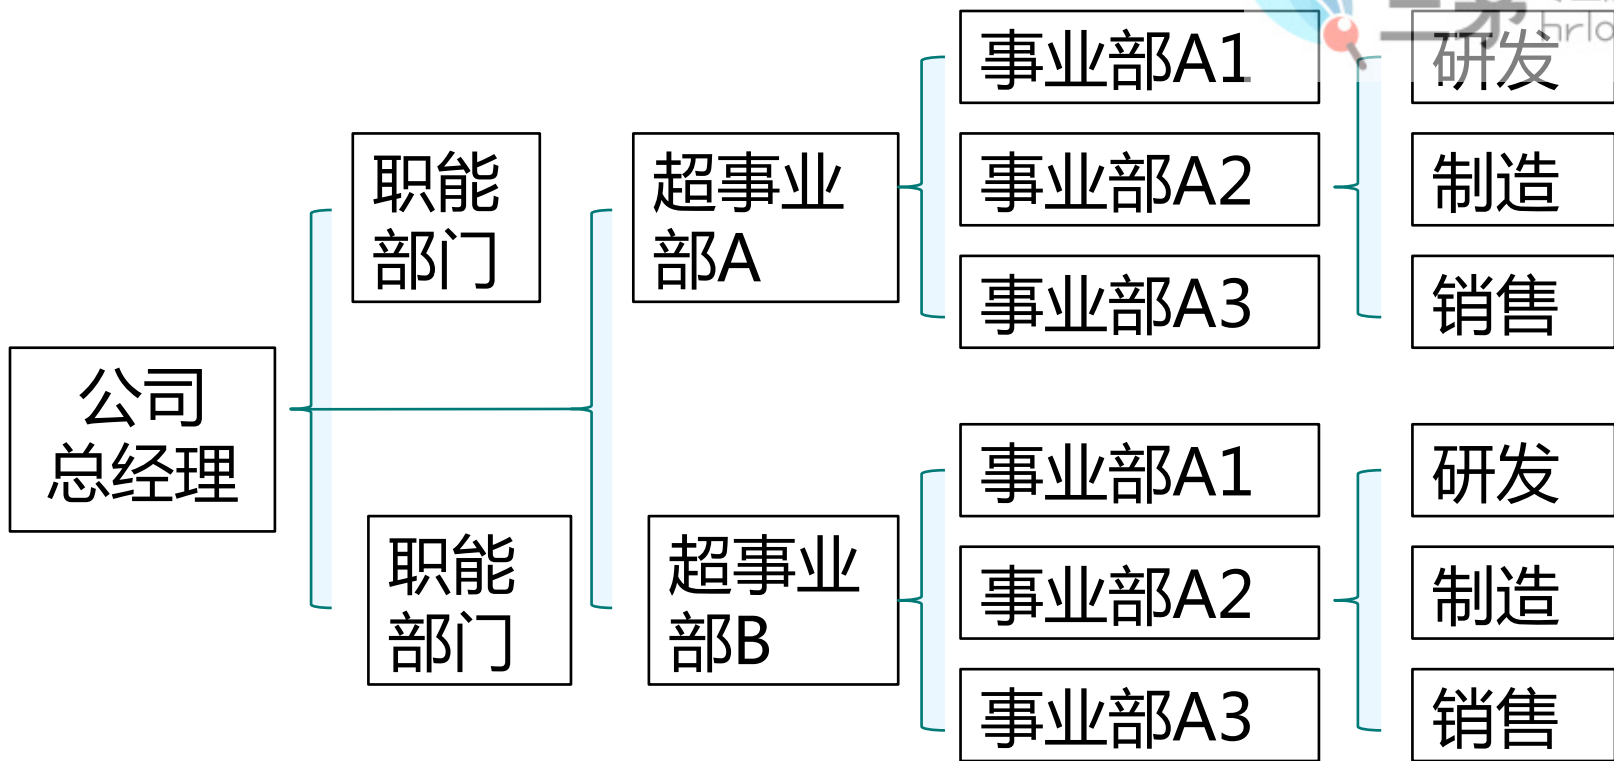 公司
总经理
职能
部门
职能
部门
超事业
部A
超事业
部B
事业部A1
事业部A2
事业部A3
事业部A1
事业部A2
事业部A3
研发
制造
销售
研发
制造
销售